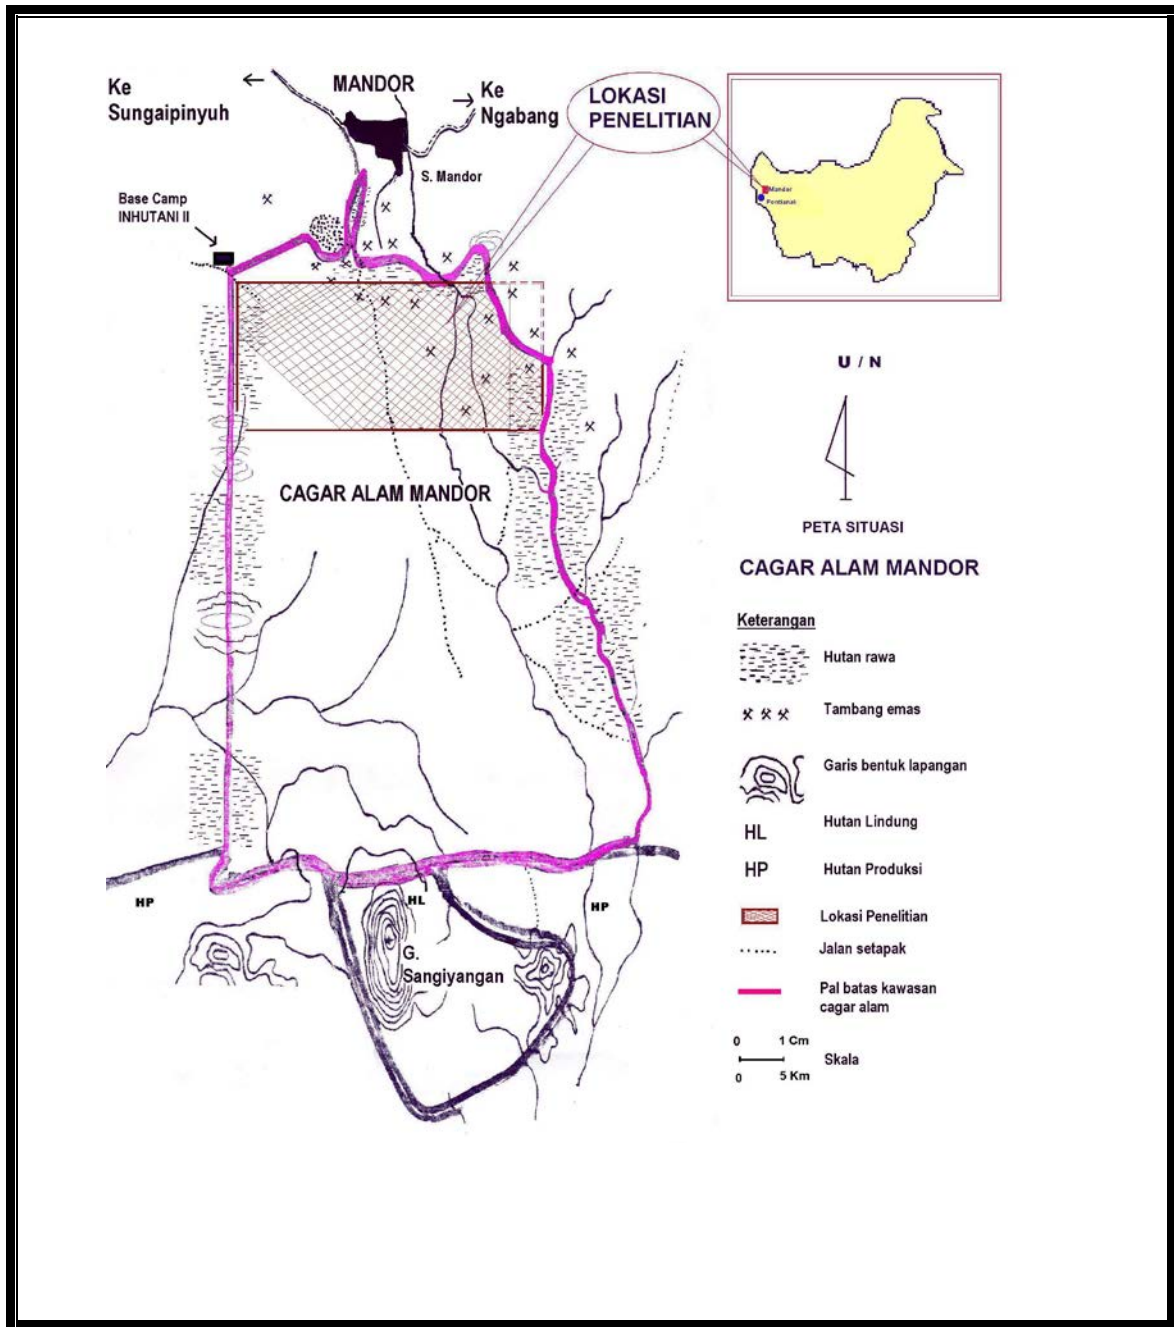 Ke
Sungaipinyuh
MANDOR
Ke
Ngabang
LOKASI
PENELITIAN
Mandor
Pontianak
S. Mandor
Base Camp
INHUTANI II
U / N
CAGAR ALAM MANDOR
PETA SITUASI
CAGAR ALAM MANDOR
Keterangan
Hutan rawa
Tambang emas
Garis bentuk lapangan
HL
Hutan Lindung
HP
Hutan Produksi
Lokasi Penelitian
Jalan setapak
Pal batas kawasan
cagar alam
0 1 Cm
Skala
0 5 Km
HP
HL
HP
G.
Sangiyangan